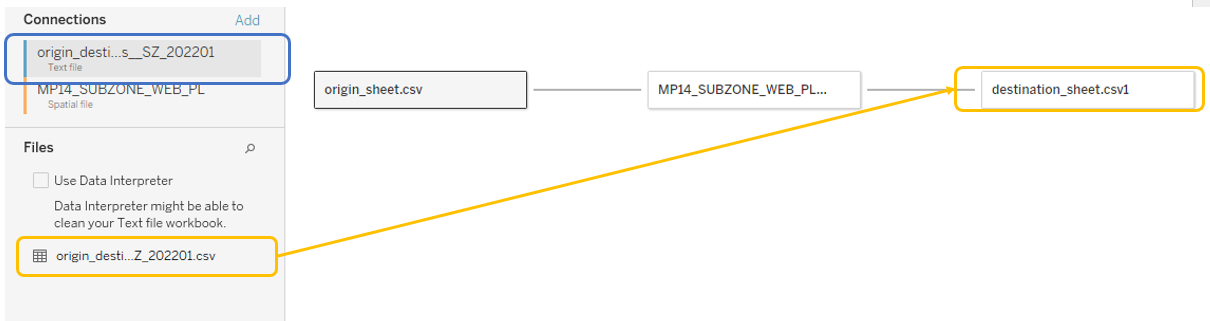 Connections
Add
origin_desti...s__SZ_202201
Text file
MP14_SUBZONE_WEB_PL
Spatial file
origin_sheet.csv
MP14_SUBZONE_WEB_PL...
destination_sheet.csv1
Files
Use Data Interpreter
Data Interpreter might be able to
clean your Text file workbook.
origin_desti...Z_202201.csv